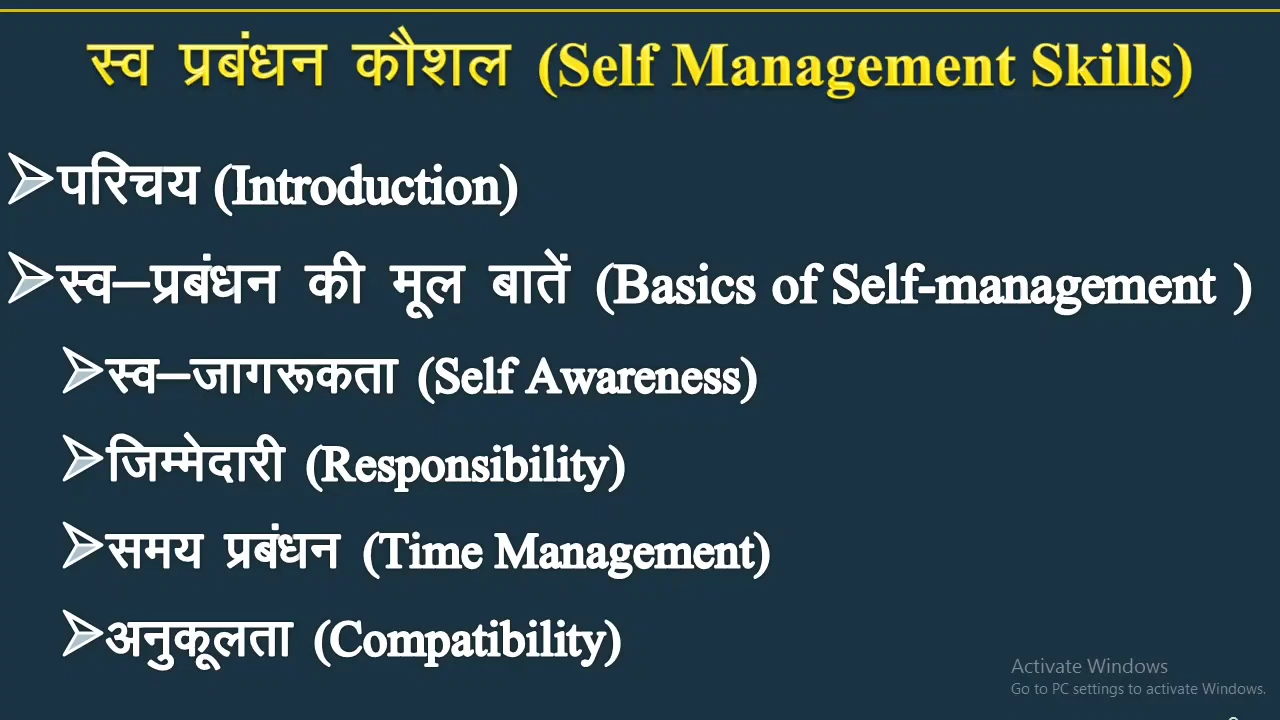 स्व प्रबंधन कौशल (Self Management Skills)
परिचय (Introduction)
स्व–प्रबंधन की मूल बातें (Basics of Self-management )
स्व–जागरूकता (Self Awareness)
जिम्मेदारी (Responsibility)
समय प्रबंधन (Time Management)
अनुकूलता (Compatibility)
Activate Windows
Go to PC settings to activate Windows.